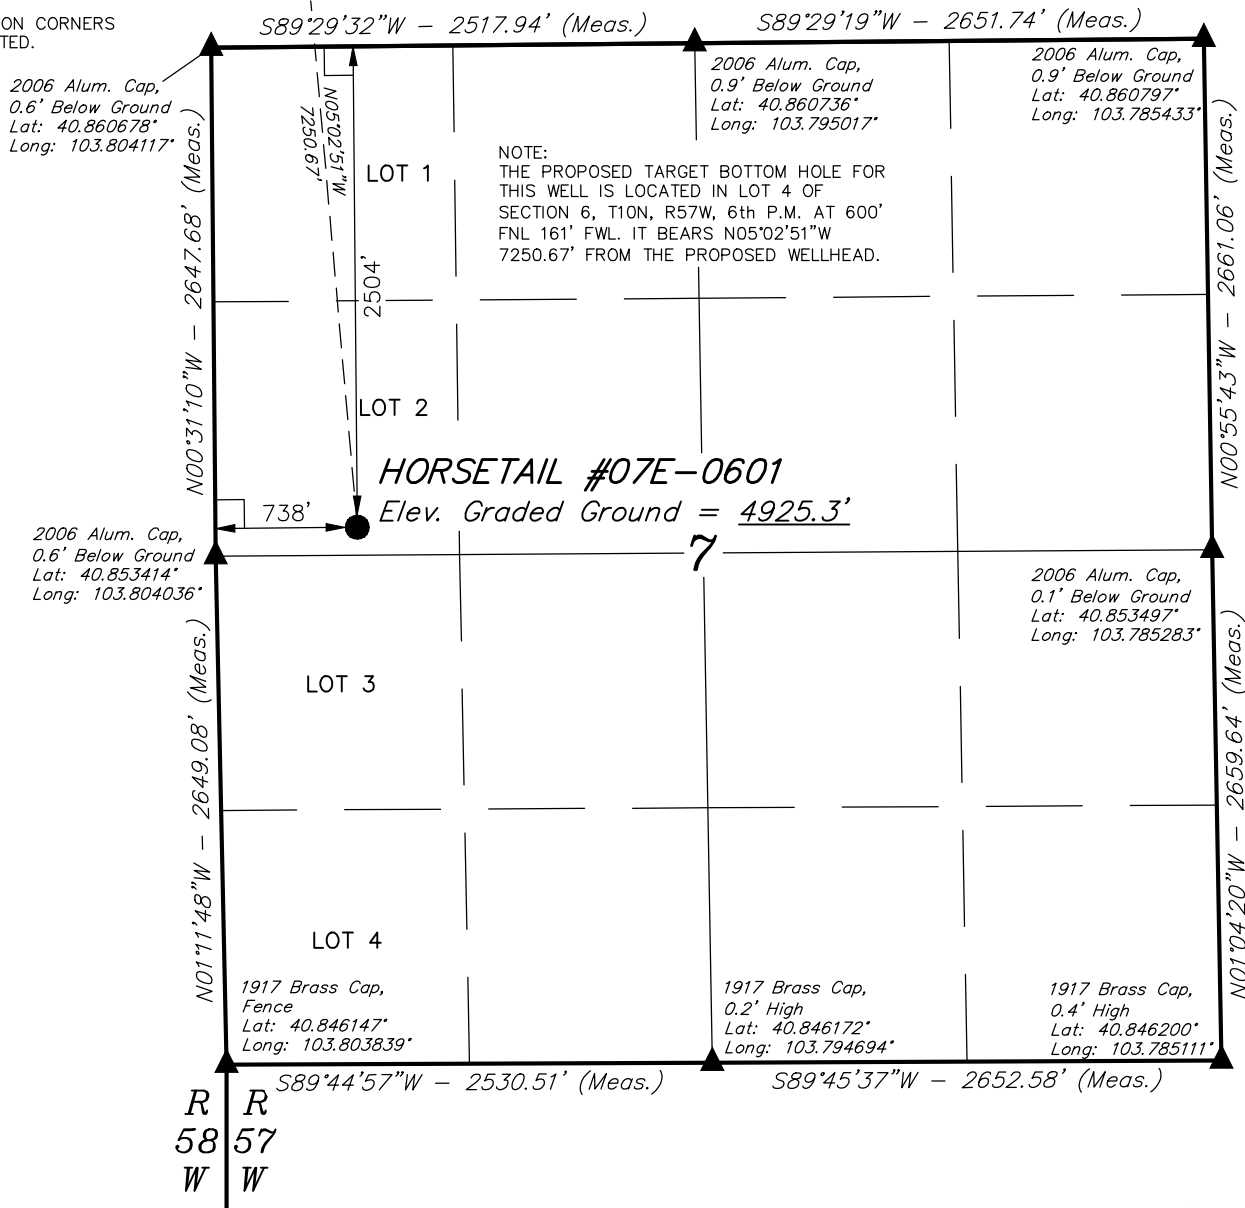 ON CORNERS
TED.
S89°29'32"W - 2517.94' (Meas.)
S89°29'19"W - 2651.74' (Meas.)
2006 Alum. Cap,
0.6' Below Ground
Lat: 40.860678°
Long: 103.804117°
2006 Alum. Cap,
0.9' Below Ground
Lat: 40.860736°
Long: 103.795017°
2006 Alum. Cap,
0.9' Below Ground
Lat: 40.860797°
Long: 103.785433°
N05°02'51"W
7250.67'
LOT 1
NOTE:
THE PROPOSED TARGET BOTTOM HOLE FOR
THIS WELL IS LOCATED IN LOT 4 OF
SECTION 6, T10N, R57W, 6th P.M. AT 600'
FNL 161' FWL. IT BEARS N05°02'51"W
7250.67' FROM THE PROPOSED WELLHEAD.
N00°31'10"W - 2647.68' (Meas.)
2504'
N00°55'43"W - 2661.06' (Meas.)
LOT 2
HORSETAIL #07E-0601
Elev. Graded Ground = 4925.3'
738'
7
2006 Alum. Cap,
0.6' Below Ground
Lat: 40.853414°
Long: 103.804036°
2006 Alum. Cap,
0.1' Below Ground
Lat: 40.853497°
Long: 103.785283°
N01°11'48"W - 2649.08' (Meas.)
LOT 3
N01°04'20"W - 2659.64' (Meas.)
LOT 4
1917 Brass Cap,
Fence
Lat: 40.846147°
Long: 103.803839°
1917 Brass Cap,
0.2' High
Lat: 40.846172°
Long: 103.794694°
1917 Brass Cap,
0.4' High
Lat: 40.846200°
Long: 103.785111°
S89°44'57"W - 2530.51' (Meas.)
S89°45'37"W - 2652.58' (Meas.)
R R
58 57
W W